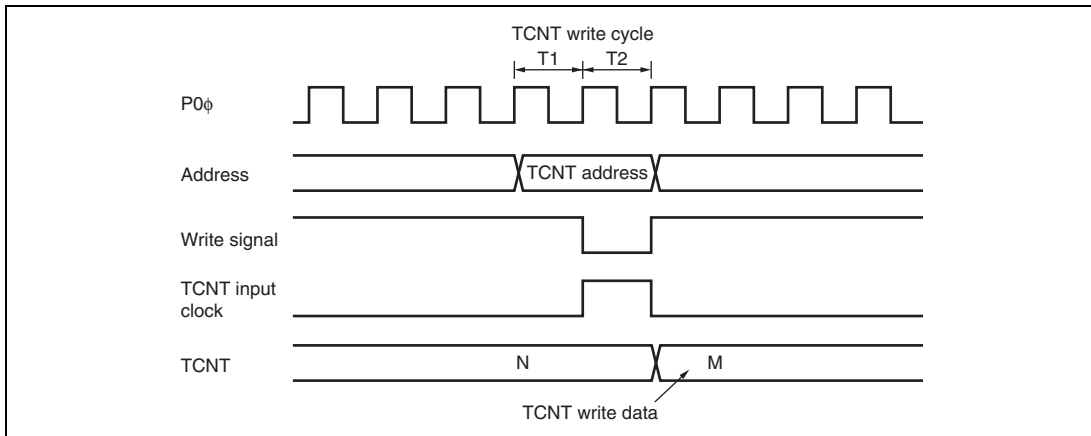 TCNT write cycle
T1 T2
P0ϕ
Address
TCNT address
Write signal
TCNT input
clock
TCNT
N
M
TCNT write data